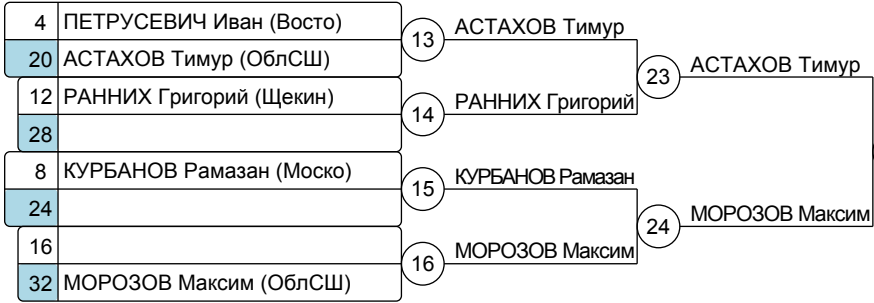 4 ПЕТРУСЕВИЧ Иван (Восто)
20 АСТАХОВ Тимур (ОблСШ)
13 АСТАХОВ Тимур
12 РАННИХ Григорий (Щекин)
28
14 РАННИХ Григорий
23 АСТАХОВ Тимур
8 КУРБАНОВ Рамазан (Моско)
24
15 КУРБАНОВ Рамазан
16
32 МОРОЗОВ Максим (ОблСШ)
16 МОРОЗОВ Максим
24 МОРОЗОВ Максим